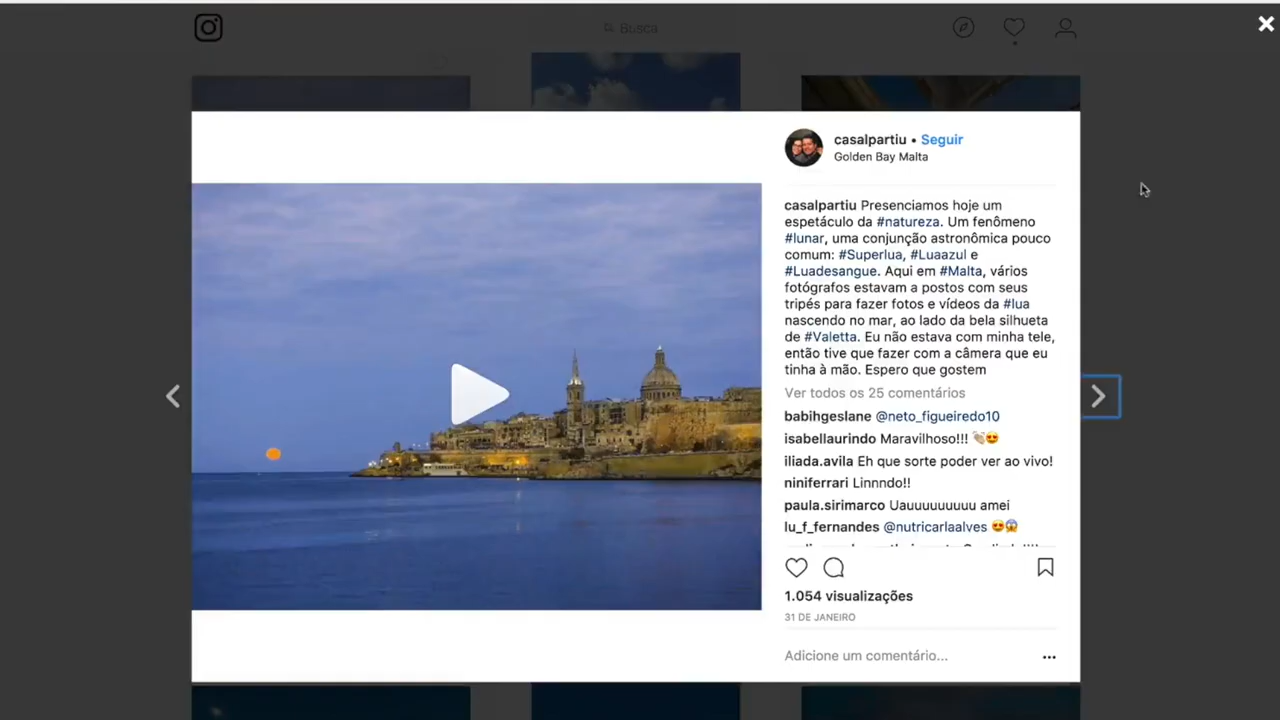 Busca
casalpartiu • Seguir
Golden Bay Malta
casalpartiu Presenciamos hoje um
espetáculo da #natureza. Um fenômeno
#lunar, uma conjunção astronômica pouco
comum: #Superlua, #Luaazul e
#Luadesangue. Aqui em #Malta, vários
fotógrafos estavam a postos com seus
tripés para fazer fotos e vídeos da #lua
nascendo no mar, ao lado da bela silhueta
de #Valetta. Eu não estava com minha tele,
então tive que fazer com a câmera que eu
tinha à mão. Espero que gostem
Ver todos os 25 comentários
babihgeslane @neto_figueiredo10
isabellaurindo Maravilhoso!!! 👏🏼😍
iliada.avila Eh que sorte poder ver ao vivo!
niniferrari Linnndo!!
paula.sirimarco Uauuuuuuuuu amei
lu_f_fernandes @nutricarlaalves 😍😱
1.054 visualizações
31 DE JANEIRO
Adicione um comentário...